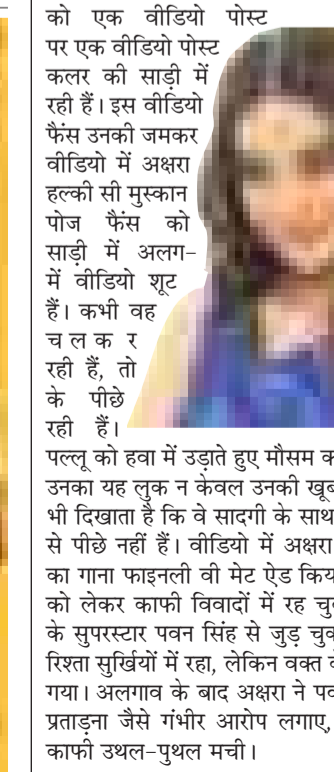 को एक वीडियो पोस्ट
पर एक वीडियो पोस्ट
कलर की साड़ी में
रही हैं। इस वीडियो
फैंस उनकी जमकर
वीडियो में अक्षरा
हल्की सी मुस्कान
पोज फैंस को
साड़ी में अलग-
में वीडियो शूट
हैं। कभी वह
चलकर
रही हैं, तो
के पीछे
रही हैं।
पल्लू को हवा में उड़ाते हुए मौसम
उनका यह लुक न केवल उनकी
भी दिखाता है कि वे सादगी के साथ
से पीछे नहीं हैं। वीडियो में अक्षरा
का गाना फाइनली वी मेट ऐड
को लेकर काफी विवादों में रह
के सुपरस्टार पवन सिंह से जुड़
रिश्ता सुर्खियों में रहा, लेकिन वक्त
गया। अलगाव के बाद अक्षरा ने
प्रताड़ना जैसे गंभीर आरोप लगाए,
काफी उथल-पुथल मची।